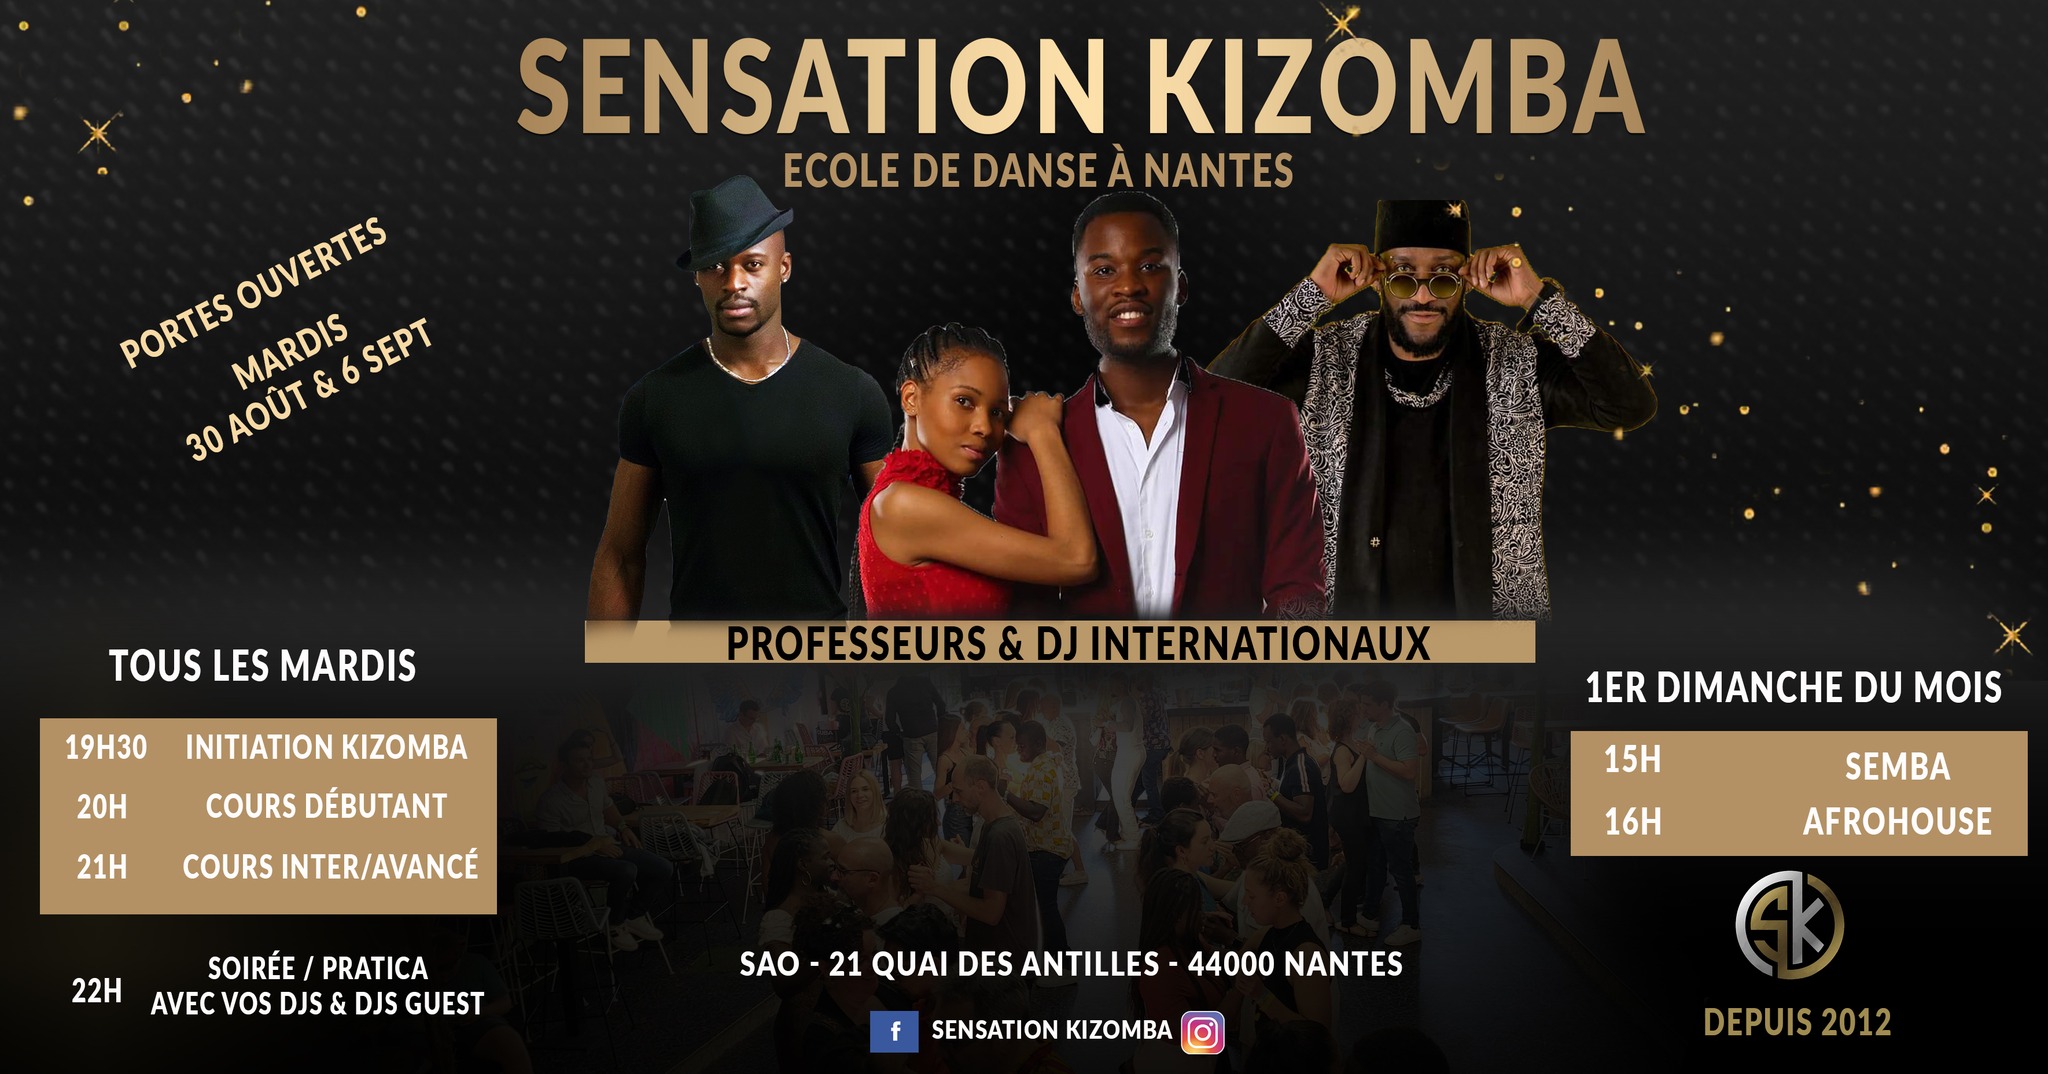 SENSATION KIZOMBA
ECOLE DE DANSE À NANTES
PORTES OUVERTES
MARDIS
30 AOÛT & 6 SEPT
PROFESSEURS & DJ INTERNATIONAUX
TOUS LES MARDIS
19H30 INITIATION KIZOMBA
20H COURS DÉBUTANT
21H COURS INTER/AVANCÉ
22H SOIRÉE / PRATICA
AVEC VOS DJS & DJS GUEST
1ER DIMANCHE DU MOIS
15H SEMBA
16H AFROHOUSE
SK
DEPUIS 2012
SAO - 21 QUAI DES ANTILLES - 44000 NANTES
f SENSATION KIZOMBA